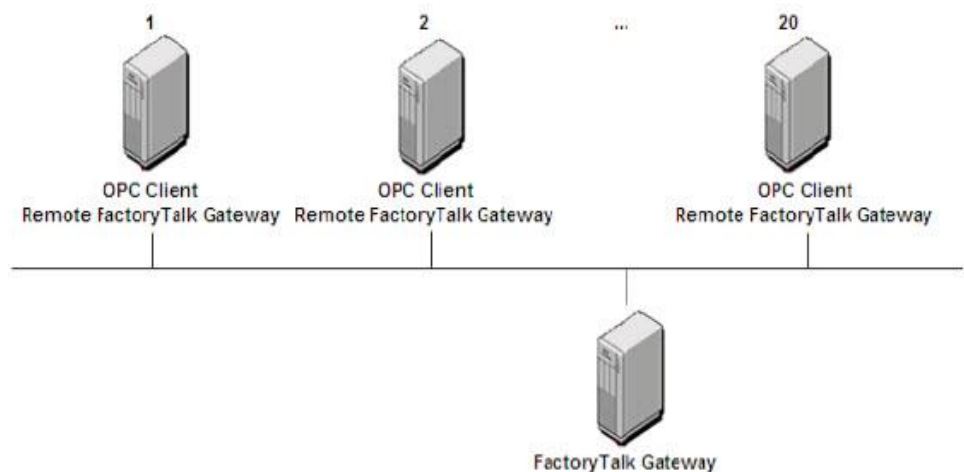 1 2 ... 20
OPC Client OPC Client OPC Client
Remote FactoryTalk Gateway Remote FactoryTalk Gateway Remote FactoryTalk Gateway
FactoryTalk Gateway